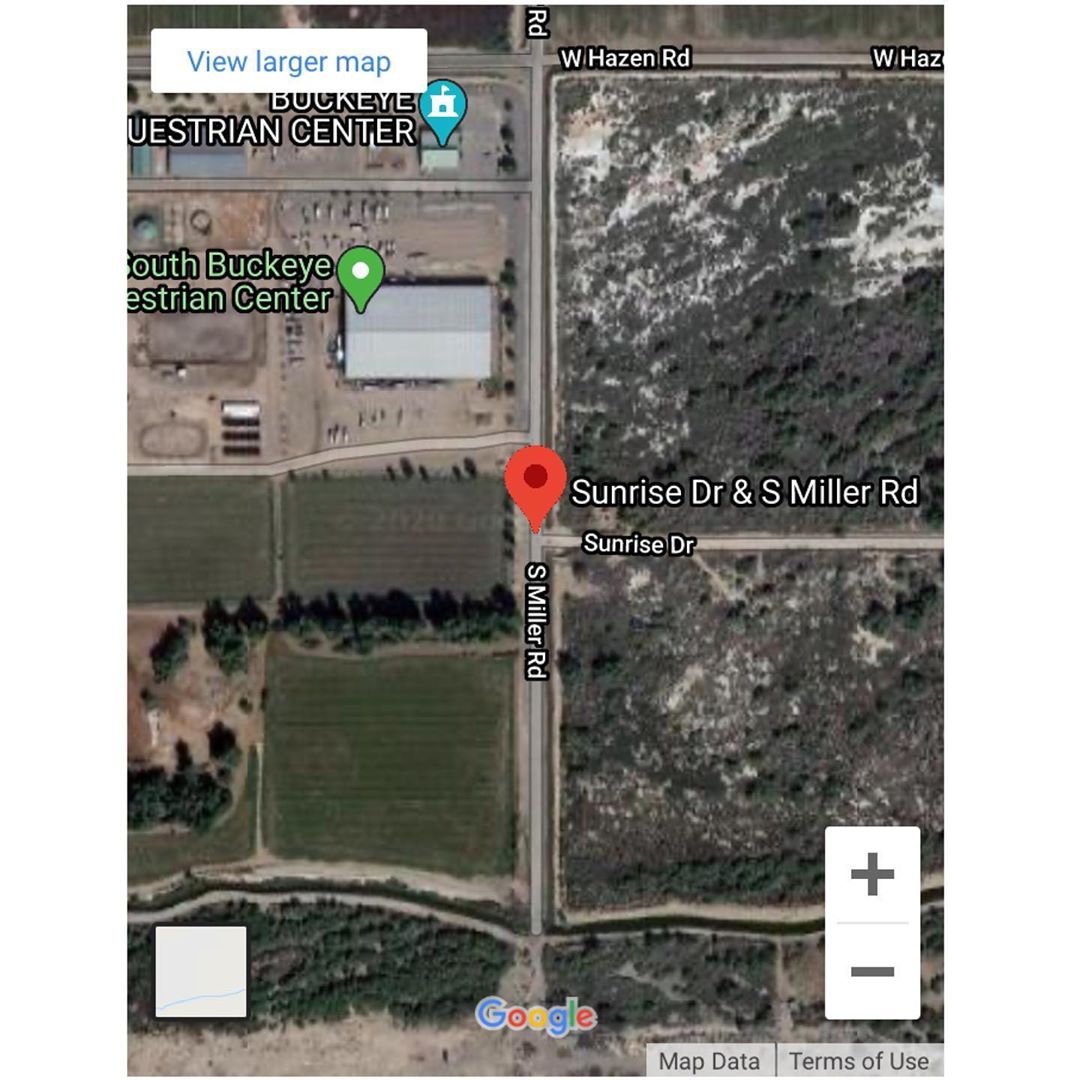 Rd
View larger map
W Hazen Rd
W Haz
BUCKEYE
UESTRIAN CENTER
South Buckeye
estrian Center
Sunrise Dr & S Miller Rd
Sunrise Dr
S Miller Rd
Google
Map Data
Terms of Use